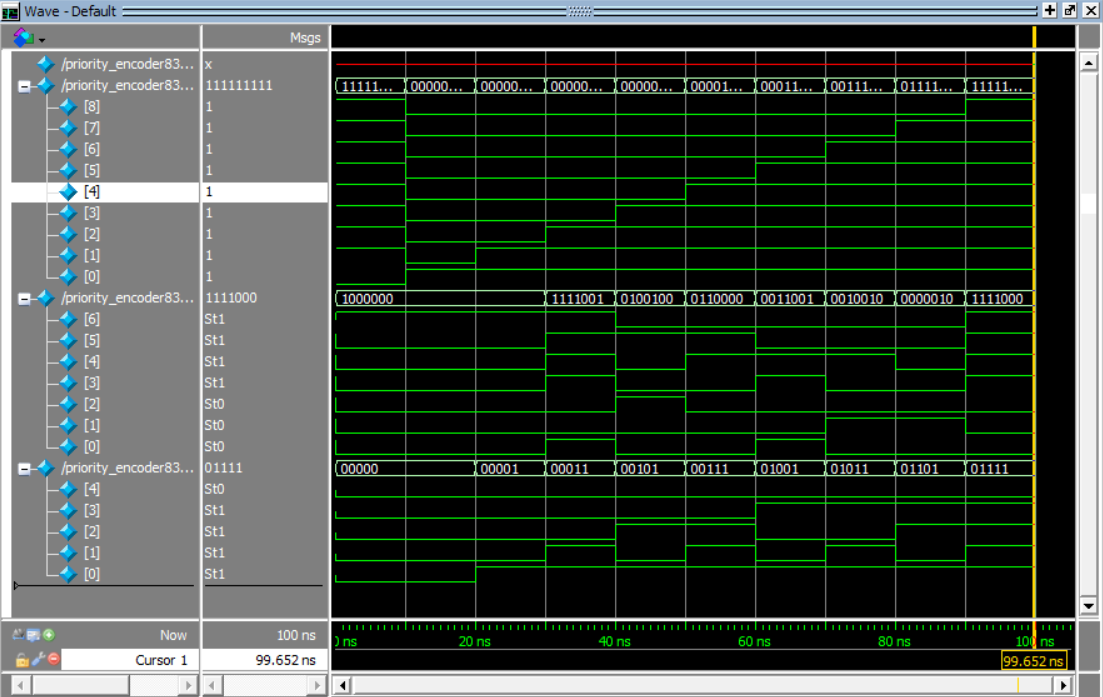 Wave - Default
Msgs
/priority_encoder83... x
/priority_encoder83... 111111111 11111... 00000... 00000... 00000... 00000... 00001... 00011... 00111... 01111... 11111...
[8] 1
[7] 1
[6] 1
[5] 1
[4] 1
[3] 1
[2] 1
[1] 1
[0] 1
/priority_encoder83... 1111000 1000000 1111001 0100100 0110000 0011001 0010010 0000010 1111000
[6] St1
[5] St1
[4] St1
[3] St1
[2] St0
[1] St0
[0] St0
/priority_encoder83... 01111 00000 00001 00011 00101 00111 01001 01011 01101 01111
[4] St0
[3] St1
[2] St1
[1] St1
[0] St1
Now 100 ns ns 20 ns 40 ns 60 ns 80 ns 100 ns
Cursor 1 99.652 ns 99.652 ns